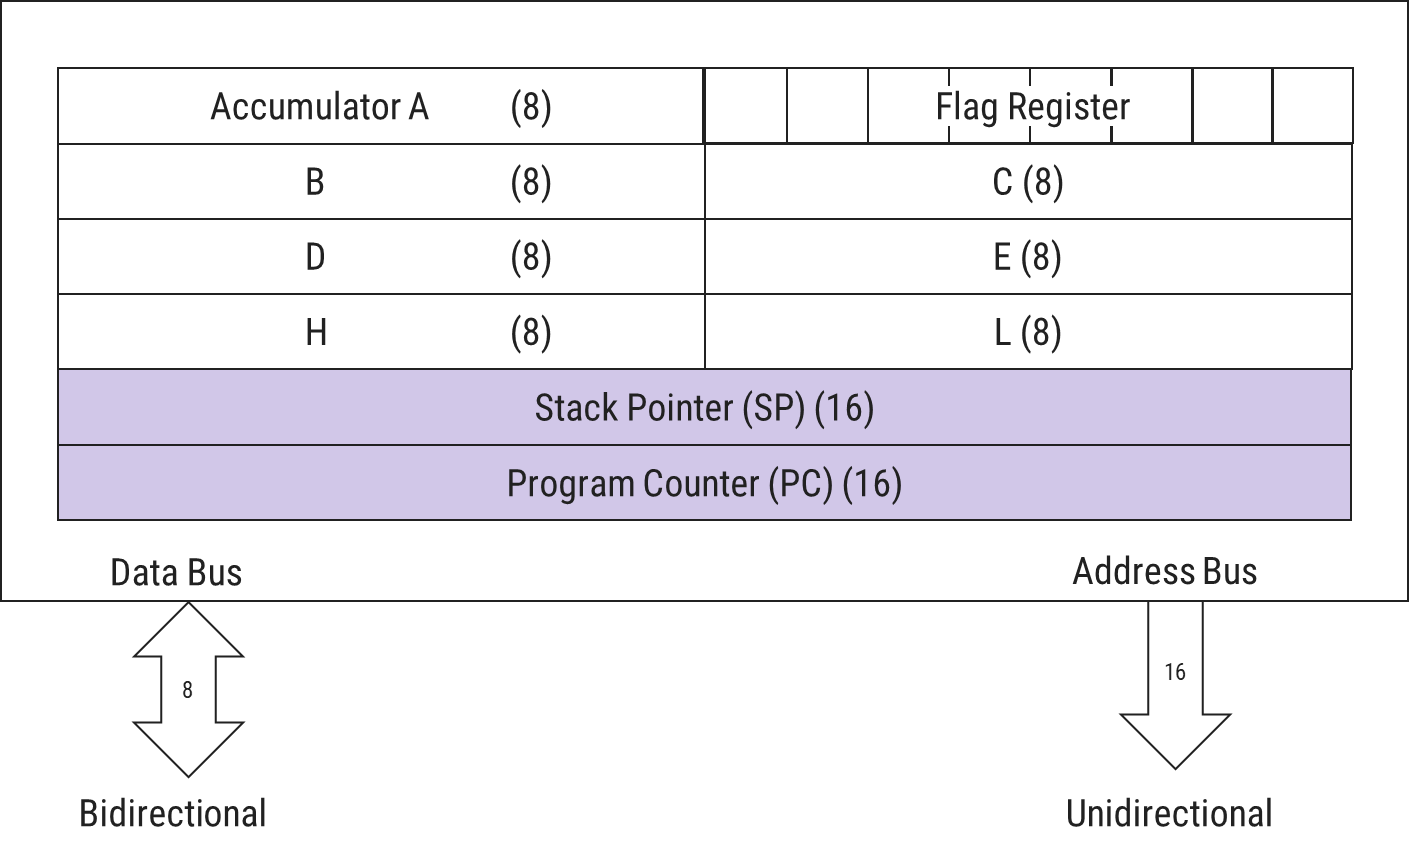 Accumulator A (8) Flag Register
B (8) C (8)
D (8) E (8)
H (8) L (8)
Stack Pointer (SP) (16)
Program Counter (PC) (16)
Data Bus Address Bus
8 16
Bidirectional Unidirectional